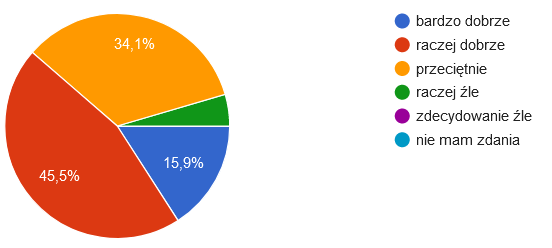 34,1%
45,5%
15,9%
bardzo dobrze
raczej dobrze
przeciętnie
raczej źle
zdecydowanie źle
nie mam zdania